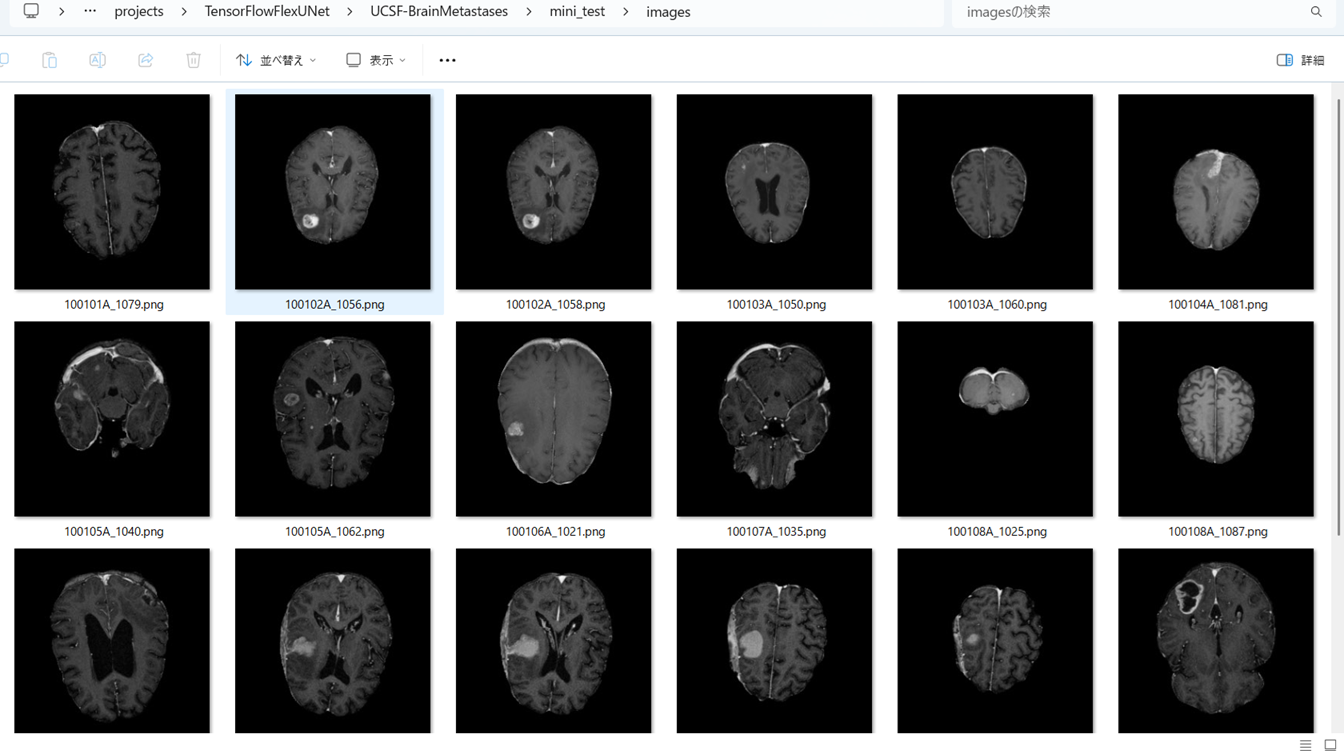 projects > TensorFlowFlexUNet > UCSF-BrainMetastases > mini_test > images
imagesの検索
並べ替え 表示 詳細
100101A_1079.png 100102A_1056.png 100102A_1058.png 100103A_1050.png 100103A_1060.png 100104A_1081.png
100105A_1040.png 100105A_1062.png 100106A_1021.png 100107A_1035.png 100108A_1025.png 100108A_1087.png